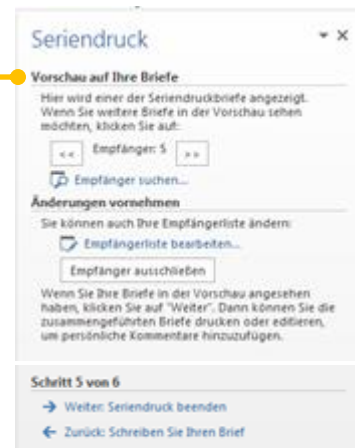 Seriendruck
Vorschau auf Ihre Briefe
Hier wird einer der Seriendruckbriefe angezeigt.
Wenn Sie weitere Briefe in der Vorschau sehen
möchten, klicken Sie auf:
<< Empfänger: 5 >>
Empfänger suchen...
Änderungen vornehmen
Sie können auch Ihre Empfängerliste ändern:
Empfängerliste bearbeiten...
Empfänger ausschließen
Wenn Sie Ihre Briefe in der Vorschau angesehen
haben, klicken Sie auf "Weiter". Dann können Sie die
zusammengeführten Briefe drucken oder editieren,
um persönliche Kommentare hinzuzufügen.
Schritt 5 von 6
Weiter: Seriendruck beenden
Zurück: Schreiben Sie Ihren Brief